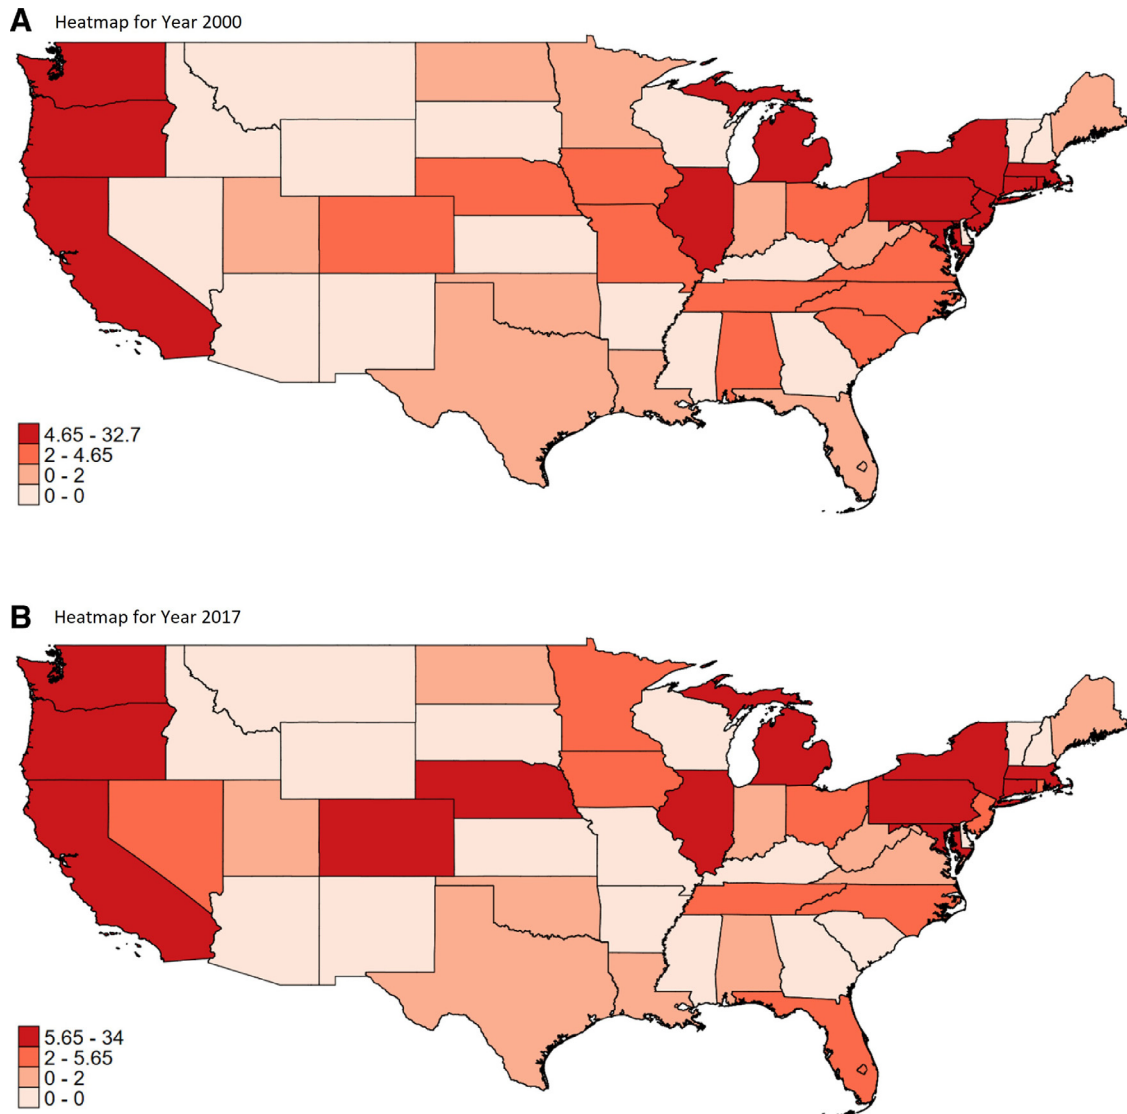 A Heatmap for Year 2000
4.65 - 32.7
2 - 4.65
0 - 2
0 - 0
B Heatmap for Year 2017
5.65 - 34
2 - 5.65
0 - 2
0 - 0